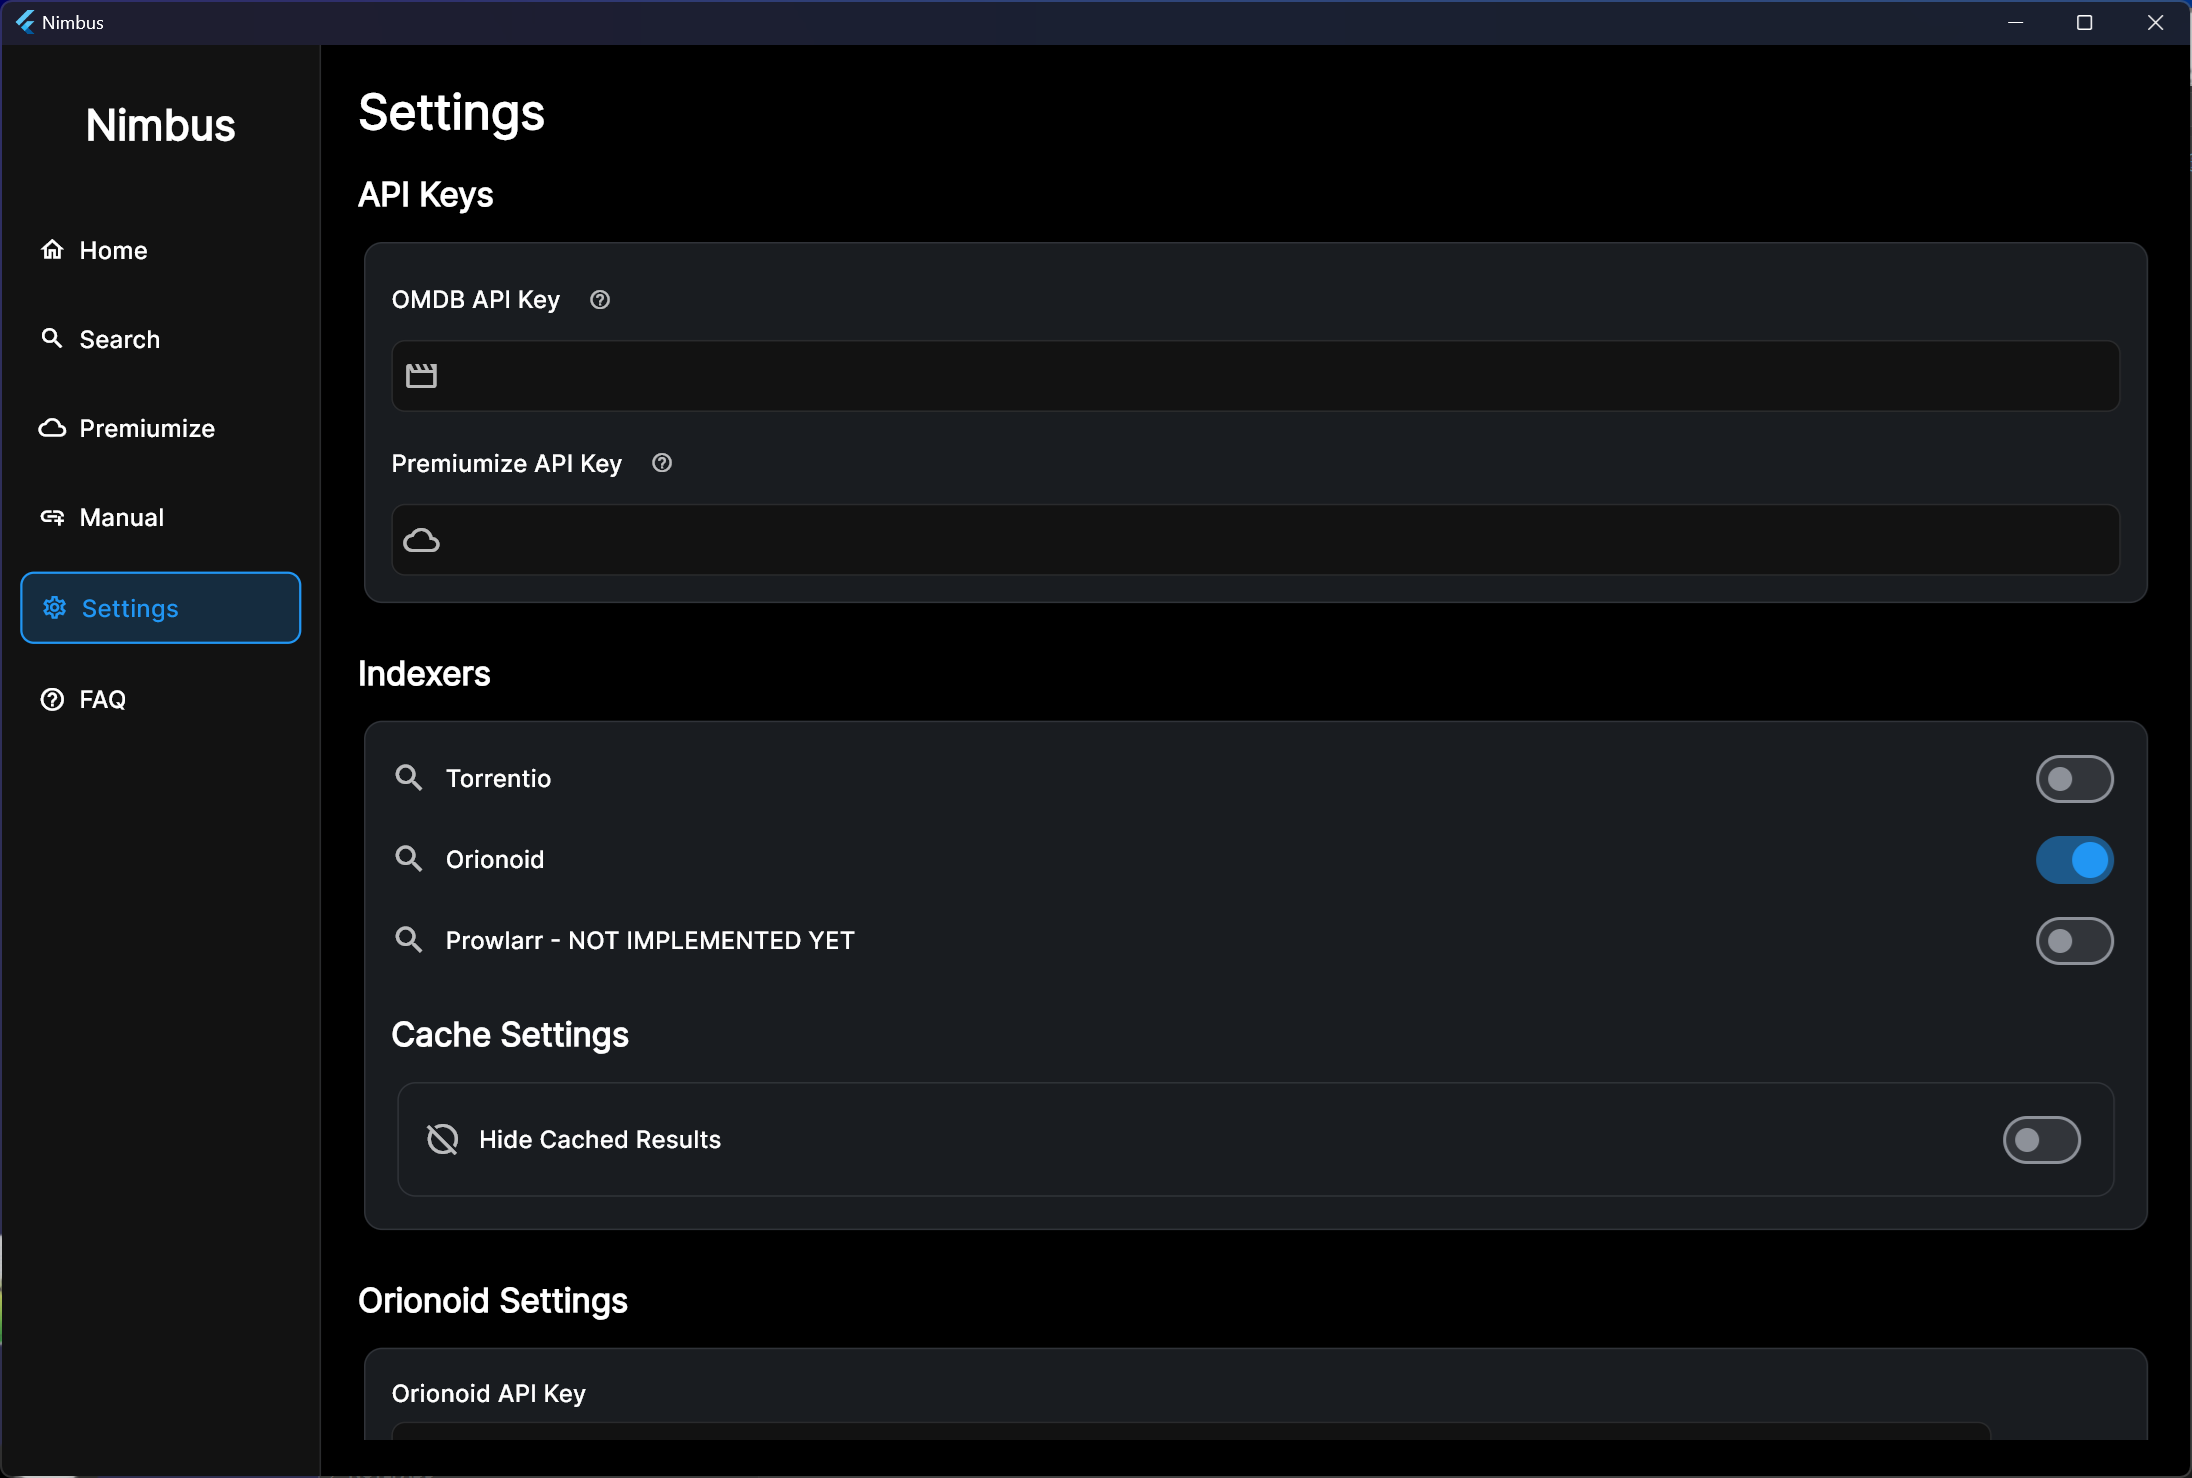 Nimbus
Nimbus
Home
Search
Premiumize
Manual
Settings
FAQ
Settings
API Keys
OMDB API Key
Premiumize API Key
Indexers
Torrentio
Orionoid
Prowlarr - NOT IMPLEMENTED YET
Cache Settings
Hide Cached Results
Orionoid Settings
Orionoid API Key